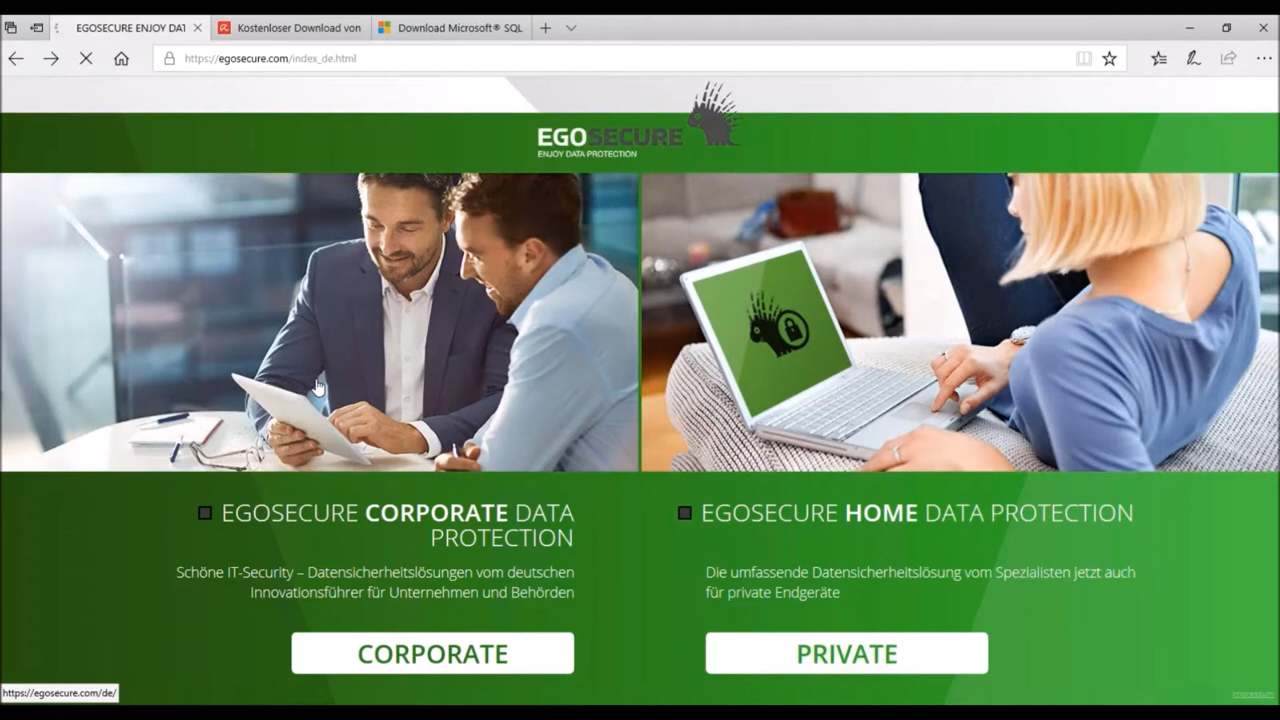 EGOSECURE ENJOY DAT
Kostenloser Download von
Download Microsoft® SQL
https://egosecure.com/index_de.html
EGOSECURE
ENJOY DATA PROTECTION
EGOSECURE CORPORATE DATA
PROTECTION
Schöne IT-Security – Datensicherheitslösungen vom deutschen
Innovationsführer für Unternehmen und Behörden
CORPORATE
EGOSECURE HOME DATA PROTECTION
Die umfassende Datensicherheitslösung vom Spezialisten jetzt auch
für private Endgeräte
PRIVATE
https://egosecure.com/de/
Impressum